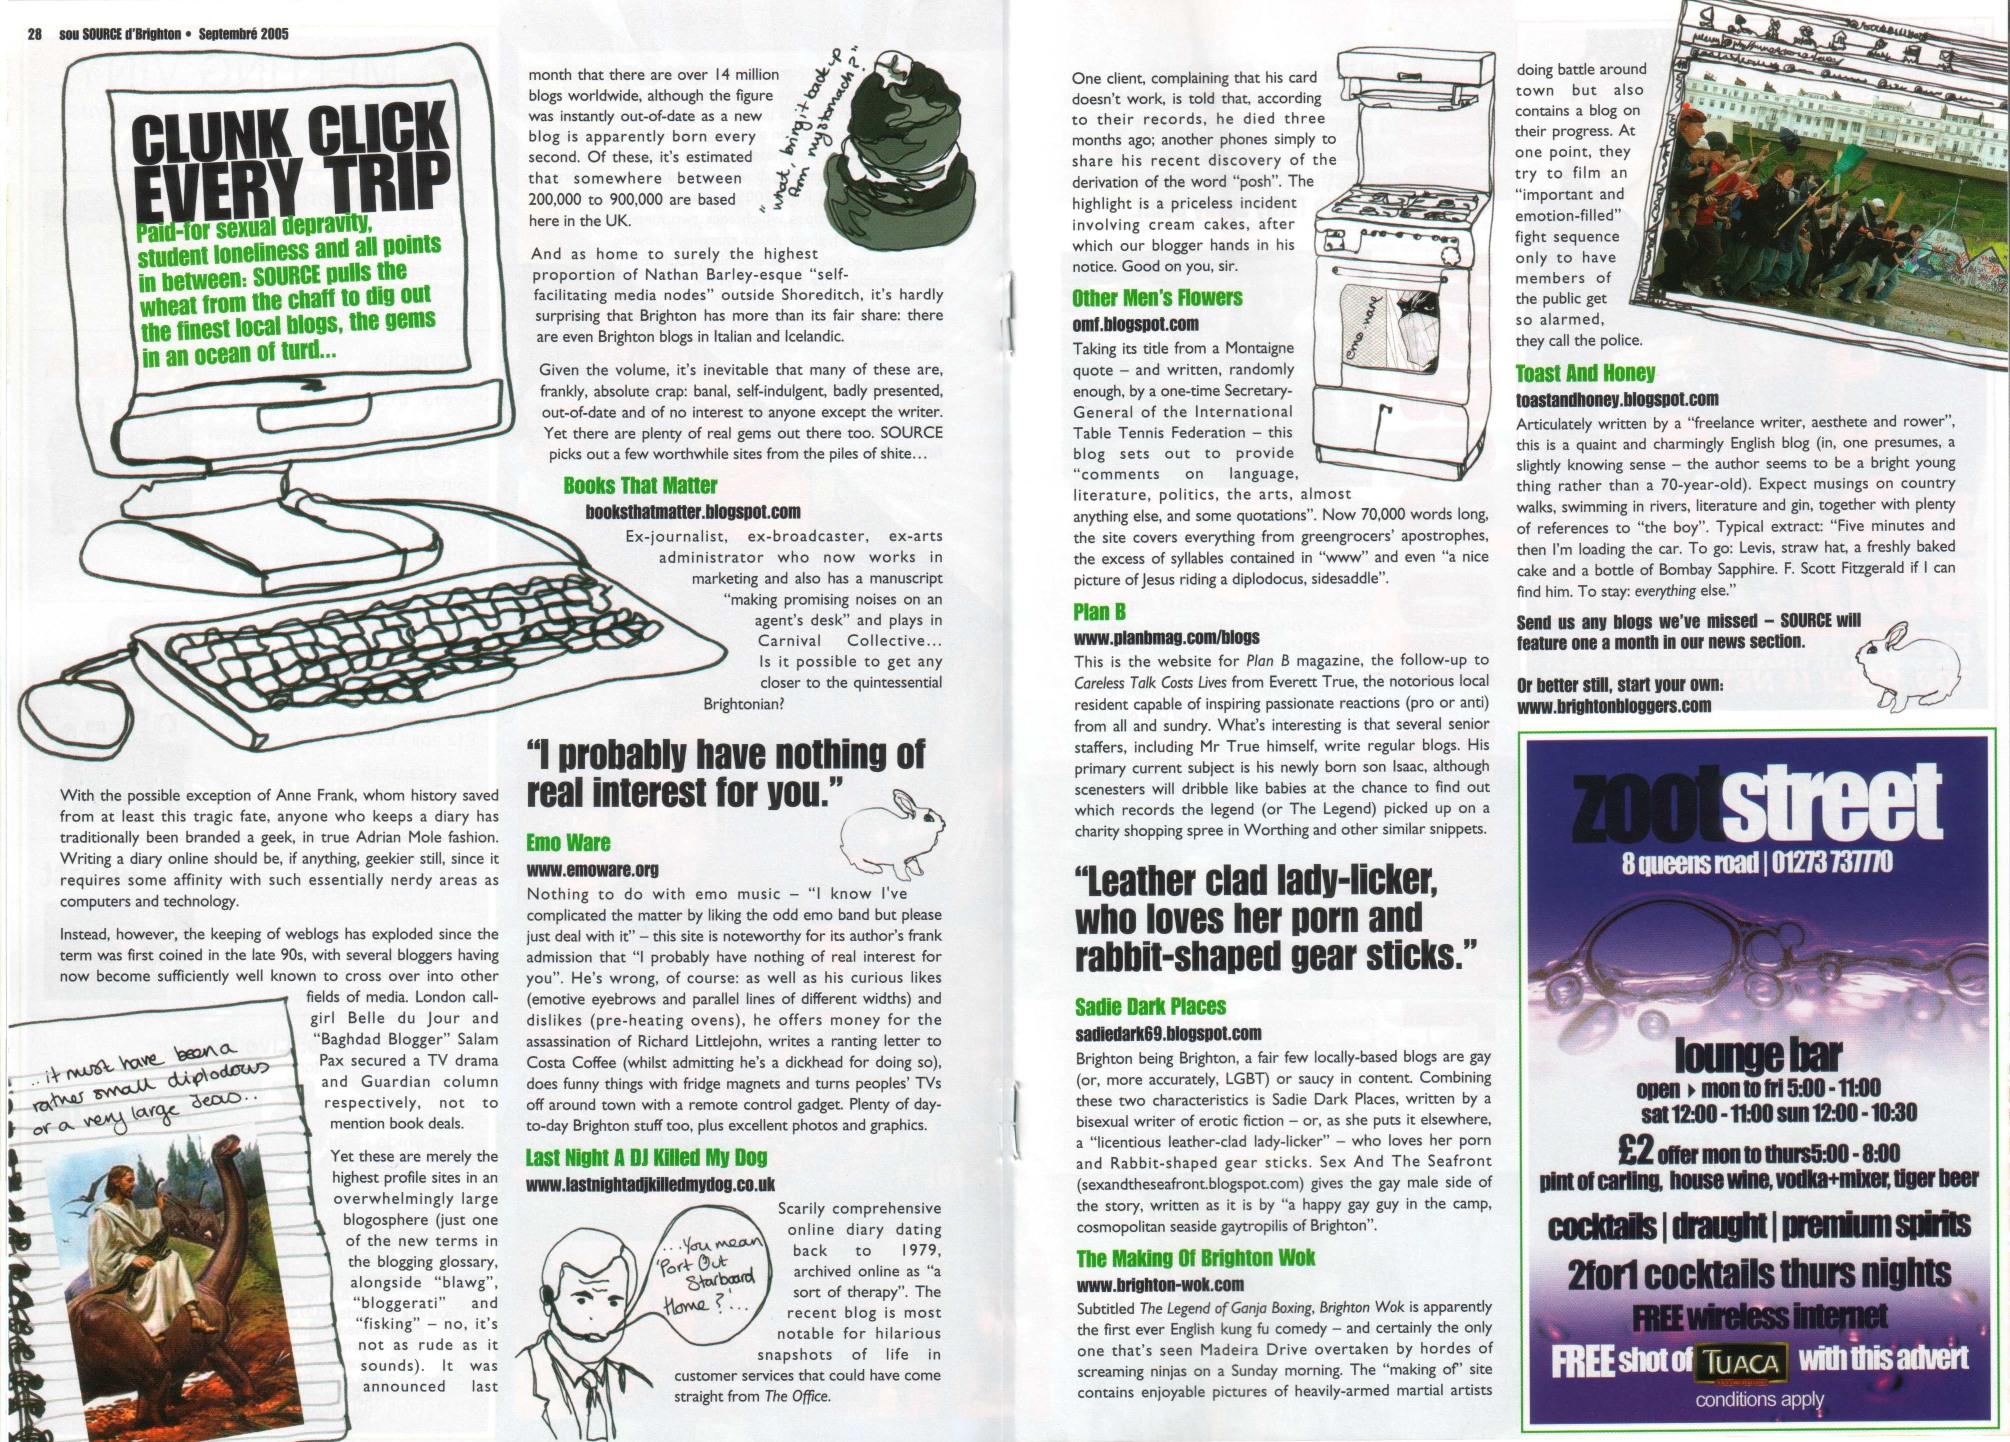 28 sou SOURCE d'Brighton • Septembré 2005
CLUNK CLICK
EVERY TRIP
Paid-for sexual depravity,
student loneliness and all points
in between: SOURCE pulls the
wheat from the chaff to dig out
the finest local blogs, the gems
in an ocean of turd...
With the possible exception of Anne Frank, whom history saved
from at least this tragic fate, anyone who keeps a diary has
traditionally been branded a geek, in true Adrian Mole fashion.
Writing a diary online should be, if anything, geekier still, since it
requires some affinity with such essentially nerdy areas as
computers and technology.
Instead, however, the keeping of weblogs has exploded since the
term was first coined in the late 90s, with several bloggers having
now become sufficiently well known to cross over into other
fields of media. London call-
girl Belle du Jour and
"Baghdad Blogger" Salam
Pax secured a TV drama
and Guardian column
respectively, not to
mention book deals.
Yet these are merely the
highest profile sites in an
overwhelmingly large
blogosphere (just one
of the new terms in
the blogging glossary,
alongside "blawg",
"bloggerati" and
"fisking" – no, it's
not as rude as it
sounds). It was
announced last
...it must have been a
rather small diplodocus
or a very large Jesus..
month that there are over 14 million
blogs worldwide, although the figure
was instantly out-of-date as a new
blog is apparently born every
second. Of these, it's estimated
that somewhere between
200,000 to 900,000 are based
here in the UK.
"what, bring it back up
from my stomach?"
And as home to surely the highest
proportion of Nathan Barley-esque "self-
facilitating media nodes" outside Shoreditch, it's hardly
surprising that Brighton has more than its fair share: there
are even Brighton blogs in Italian and Icelandic.
Given the volume, it's inevitable that many of these are,
frankly, absolute crap: banal, self-indulgent, badly presented,
out-of-date and of no interest to anyone except the writer.
Yet there are plenty of real gems out there too. SOURCE
picks out a few worthwhile sites from the piles of shite...
Books That Matter
booksthatmatter.blogspot.com
Ex-journalist, ex-broadcaster, ex-arts
administrator who now works in
marketing and also has a manuscript
"making promising noises on an
agent's desk" and plays in
Carnival Collective...
Is it possible to get any
closer to the quintessential
Brightonian?
"I probably have nothing of
real interest for you."
Emo Ware
www.emoware.org
Nothing to do with emo music – "I know I've
complicated the matter by liking the odd emo band but please
just deal with it" – this site is noteworthy for its author's frank
admission that "I probably have nothing of real interest for
you". He's wrong, of course: as well as his curious likes
(emotive eyebrows and parallel lines of different widths) and
dislikes (pre-heating ovens), he offers money for the
assassination of Richard Littlejohn, writes a ranting letter to
Costa Coffee (whilst admitting he's a dickhead for doing so),
does funny things with fridge magnets and turns peoples' TVs
off around town with a remote control gadget. Plenty of day-
to-day Brighton stuff too, plus excellent photos and graphics.
Last Night A DJ Killed My Dog
www.lastnightadjkilledmydog.co.uk
Scarily comprehensive
online diary dating
back to 1979,
archived online as "a
sort of therapy". The
recent blog is most
notable for hilarious
snapshots of life in
customer services that could have come
straight from The Office.
...You mean
'Port Out
Starboard
Home?'...
One client, complaining that his card
doesn't work, is told that, according
to their records, he died three
months ago; another phones simply to
share his recent discovery of the
derivation of the word "posh". The
highlight is a priceless incident
involving cream cakes, after
which our blogger hands in his
notice. Good on you, sir.
emo ware
Other Men's Flowers
omf.blogspot.com
Taking its title from a Montaigne
quote – and written, randomly
enough, by a one-time Secretary-
General of the International
Table Tennis Federation – this
blog sets out to provide
"comments on language,
literature, politics, the arts, almost
anything else, and some quotations". Now 70,000 words long,
the site covers everything from greengrocers' apostrophes,
the excess of syllables contained in "www" and even "a nice
picture of Jesus riding a diplodocus, sidesaddle".
Plan B
www.planbmag.com/blogs
This is the website for Plan B magazine, the follow-up to
Careless Talk Costs Lives from Everett True, the notorious local
resident capable of inspiring passionate reactions (pro or anti)
from all and sundry. What's interesting is that several senior
staffers, including Mr True himself, write regular blogs. His
primary current subject is his newly born son Isaac, although
scenesters will dribble like babies at the chance to find out
which records the legend (or The Legend) picked up on a
charity shopping spree in Worthing and other similar snippets.
"Leather clad lady-licker,
who loves her porn and
rabbit-shaped gear sticks."
Sadie Dark Places
sadiedark69.blogspot.com
Brighton being Brighton, a fair few locally-based blogs are gay
(or, more accurately, LGBT) or saucy in content. Combining
these two characteristics is Sadie Dark Places, written by a
bisexual writer of erotic fiction – or, as she puts it elsewhere,
a "licentious leather-clad lady-licker" – who loves her porn
and Rabbit-shaped gear sticks. Sex And The Seafront
(sexandtheseafront.blogspot.com) gives the gay male side of
the story, written as it is by "a happy gay guy in the camp,
cosmopolitan seaside gaytropilis of Brighton".
The Making Of Brighton Wok
www.brighton-wok.com
Subtitled The Legend of Ganja Boxing, Brighton Wok is apparently
the first ever English kung fu comedy – and certainly the only
one that's seen Madeira Drive overtaken by hordes of
screaming ninjas on a Sunday morning. The "making of" site
contains enjoyable pictures of heavily-armed martial artists
doing battle around
town but also
contains a blog on
their progress. At
one point, they
try to film an
"important and
emotion-filled"
fight sequence
only to have
members of
the public get
so alarmed,
they call the police.
Toast And Honey
toastandhoney.blogspot.com
Articulately written by a "freelance writer, aesthete and rower",
this is a quaint and charmingly English blog (in, one presumes, a
slightly knowing sense – the author seems to be a bright young
thing rather than a 70-year-old). Expect musings on country
walks, swimming in rivers, literature and gin, together with plenty
of references to "the boy". Typical extract: "Five minutes and
then I'm loading the car. To go: Levis, straw hat, a freshly baked
cake and a bottle of Bombay Sapphire. F. Scott Fitzgerald if I can
find him. To stay: everything else."
Send us any blogs we've missed – SOURCE will
feature one a month in our news section.
Or better still, start your own:
www.brightonbloggers.com
zootstreet
8 queens road | 01273 737770
lounge bar
open ▸ mon to fri 5:00 - 11:00
sat 12:00 - 11:00 sun 12:00 - 10:30
£2 offer mon to thurs5:00 - 8:00
pint of carling, house wine, vodka+mixer, tiger beer
cocktails | draught | premium spirits
2for1 cocktails thurs nights
FREE wireless internet
FREE shot of TUACA with this advert
conditions apply